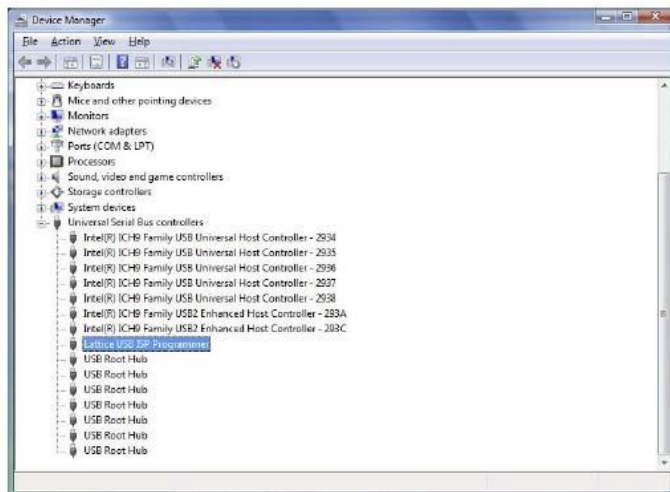 Device Manager
File Action View Help
Keyboards
Mice and other pointing devices
Monitors
Network adapters
Ports (COM & LPT)
Processors
Sound, video and game controllers
Storage controllers
System devices
Universal Serial Bus controllers
Intel(R) ICH9 Family USB Universal Host Controller - 2934
Intel(R) ICH9 Family USB Universal Host Controller - 2935
Intel(R) ICH9 Family USB Universal Host Controller - 2936
Intel(R) ICH9 Family USB Universal Host Controller - 2937
Intel(R) ICH9 Family USB Universal Host Controller - 2938
Intel(R) ICH9 Family USB2 Enhanced Host Controller - 293A
Intel(R) ICH9 Family USB2 Enhanced Host Controller - 293C
Lattice USB ISP Programmer
USB Root Hub
USB Root Hub
USB Root Hub
USB Root Hub
USB Root Hub
USB Root Hub
USB Root Hub